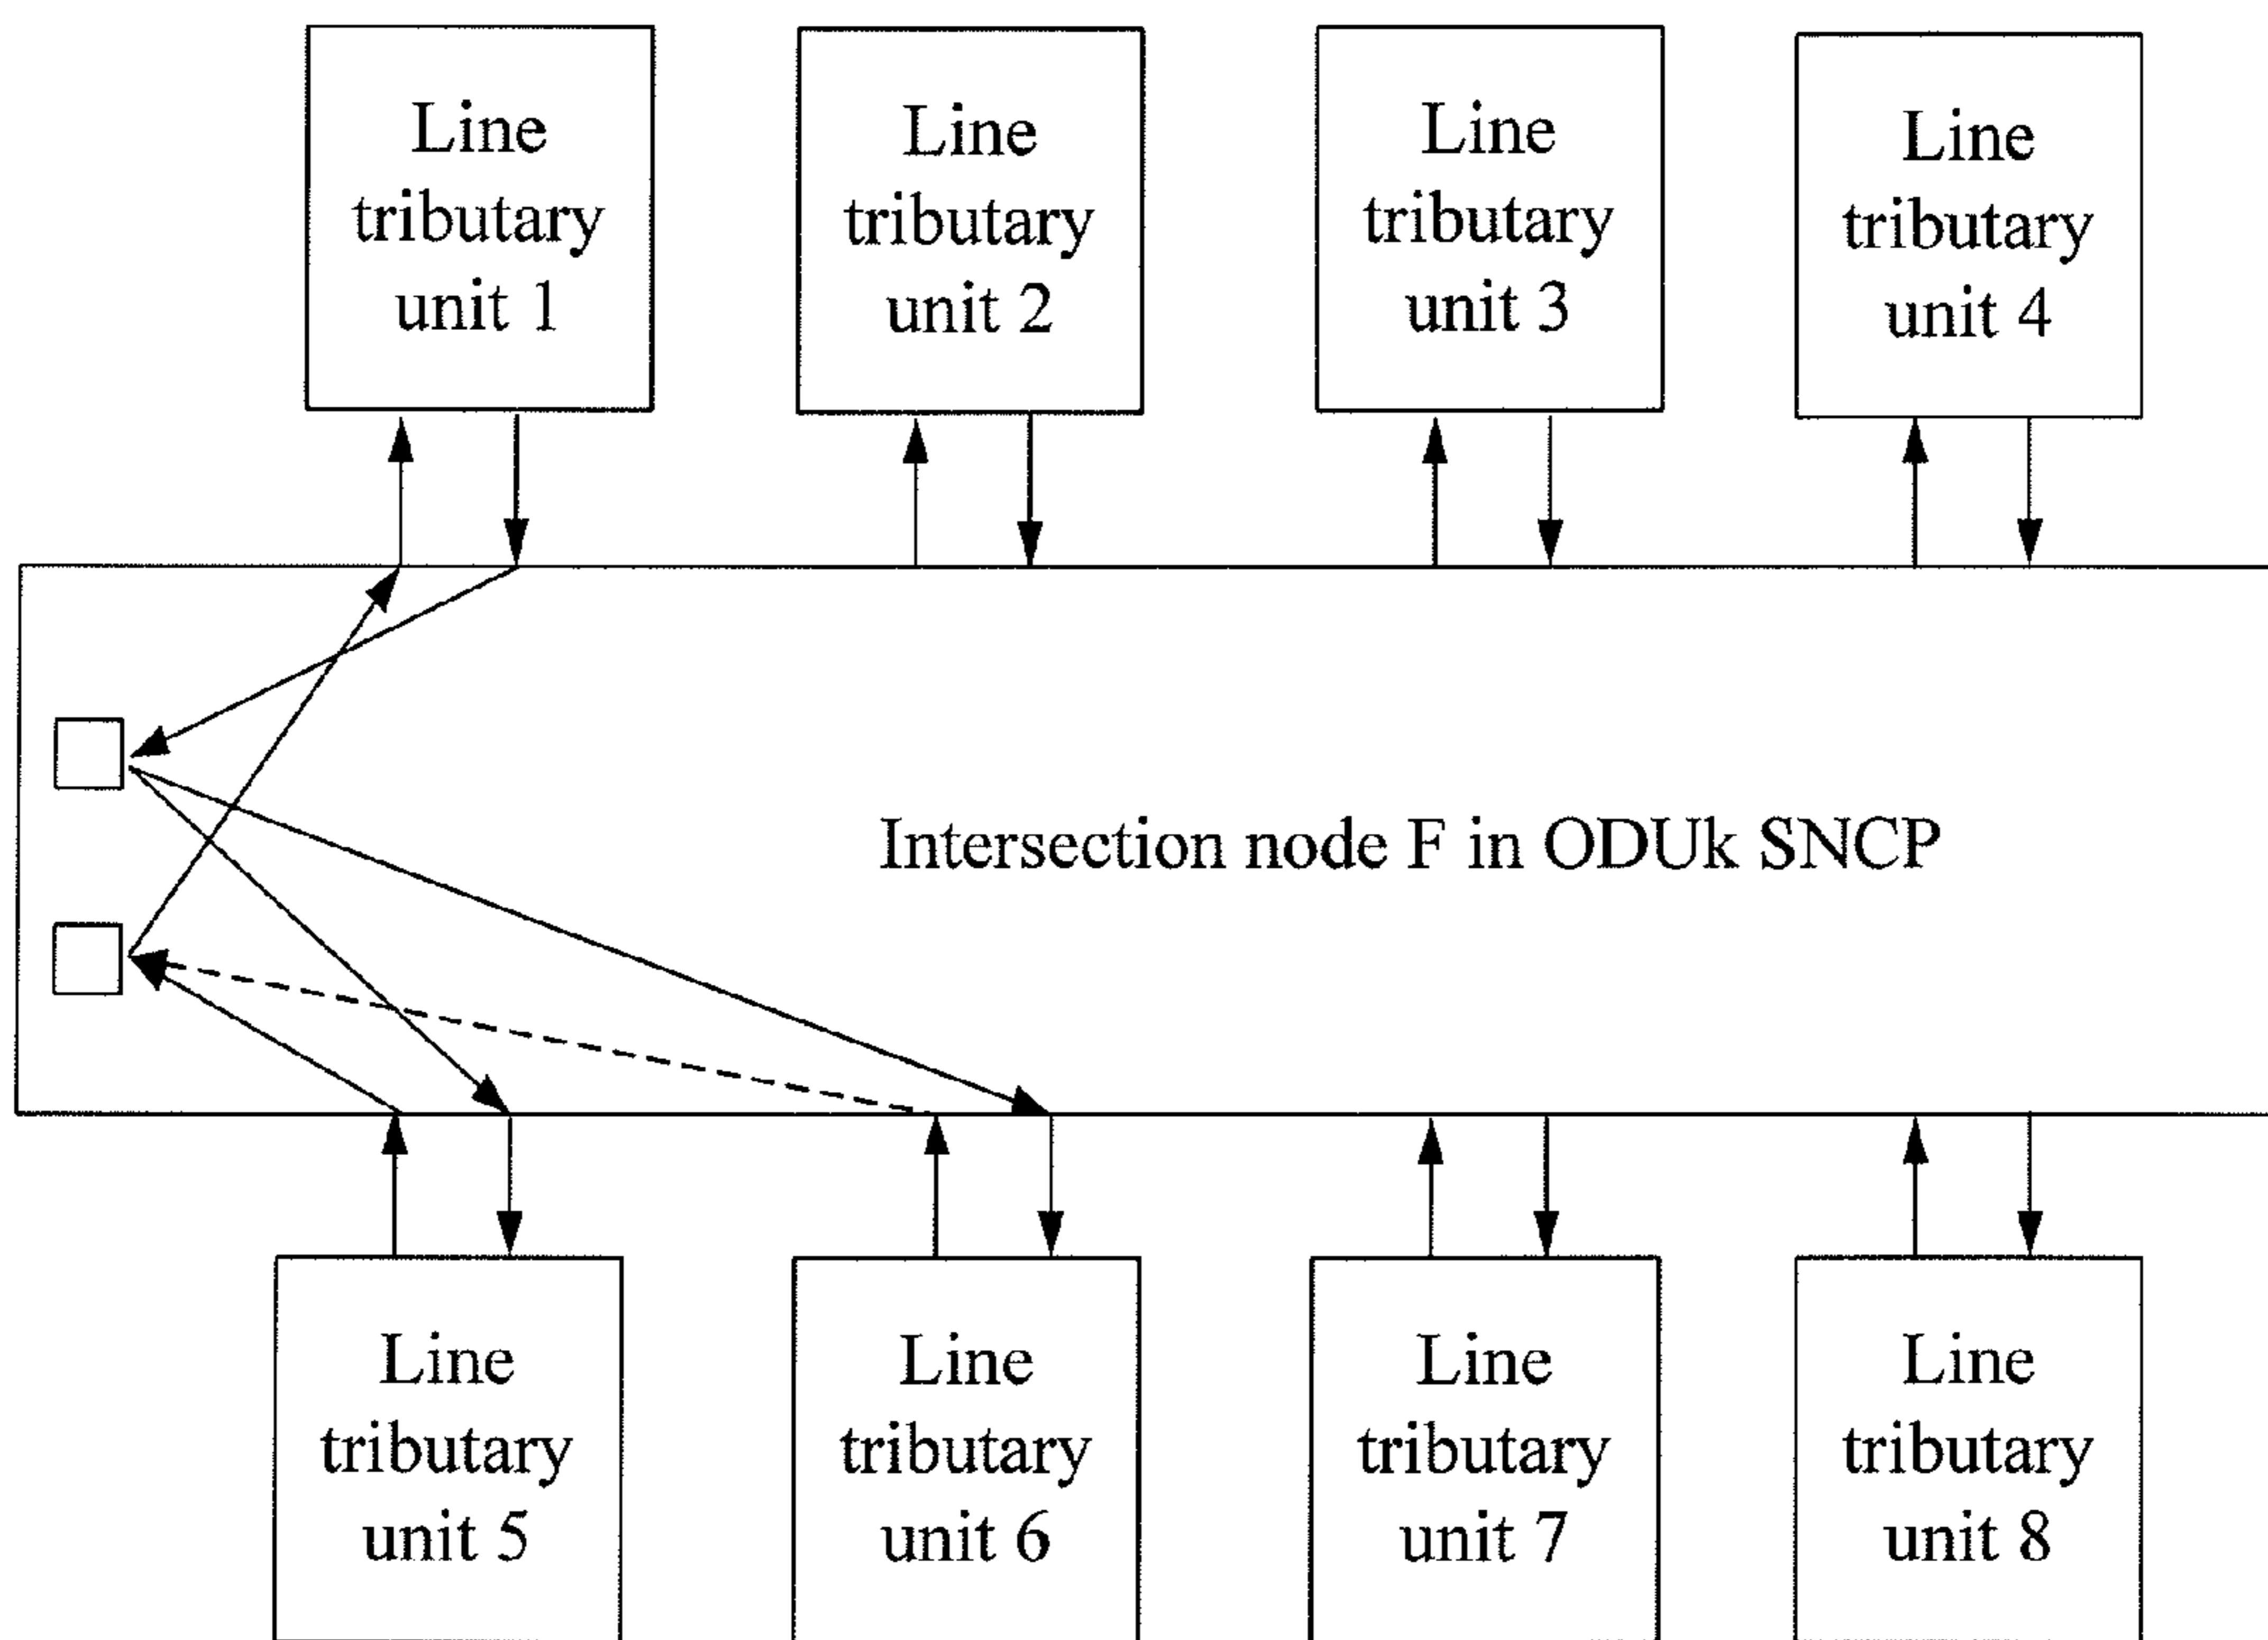 Line
tributary
unit 1
Line
tributary
unit 2
Line
tributary
unit 3
Line
tributary
unit 4
Intersection node F in ODUk SNCP
Line
tributary
unit 5
Line
tributary
unit 6
Line
tributary
unit 7
Line
tributary
unit 8